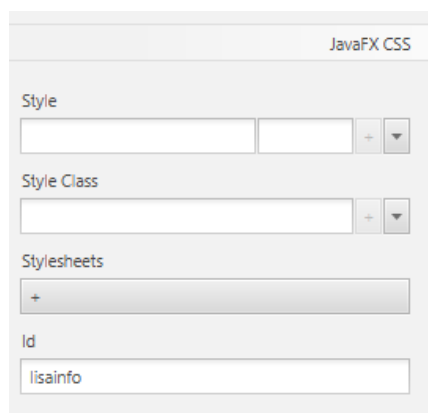 JavaFX CSS
Style
+
Style Class
+
Stylesheets
+
Id
lisainfo